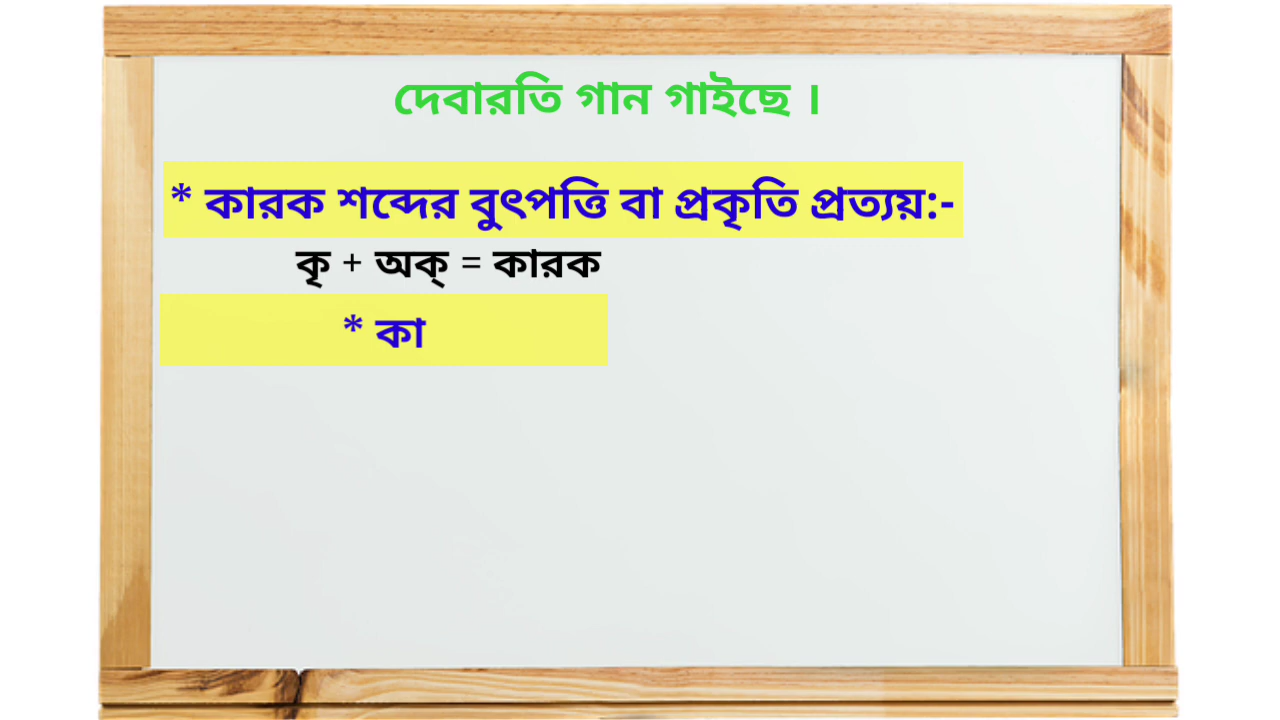 দেবারতি গান গাইছে ।
* কারক শব্দের বুৎপত্তি বা প্রকৃতি প্রত্যয়:-
কৃ + অক্ = কারক
* কা